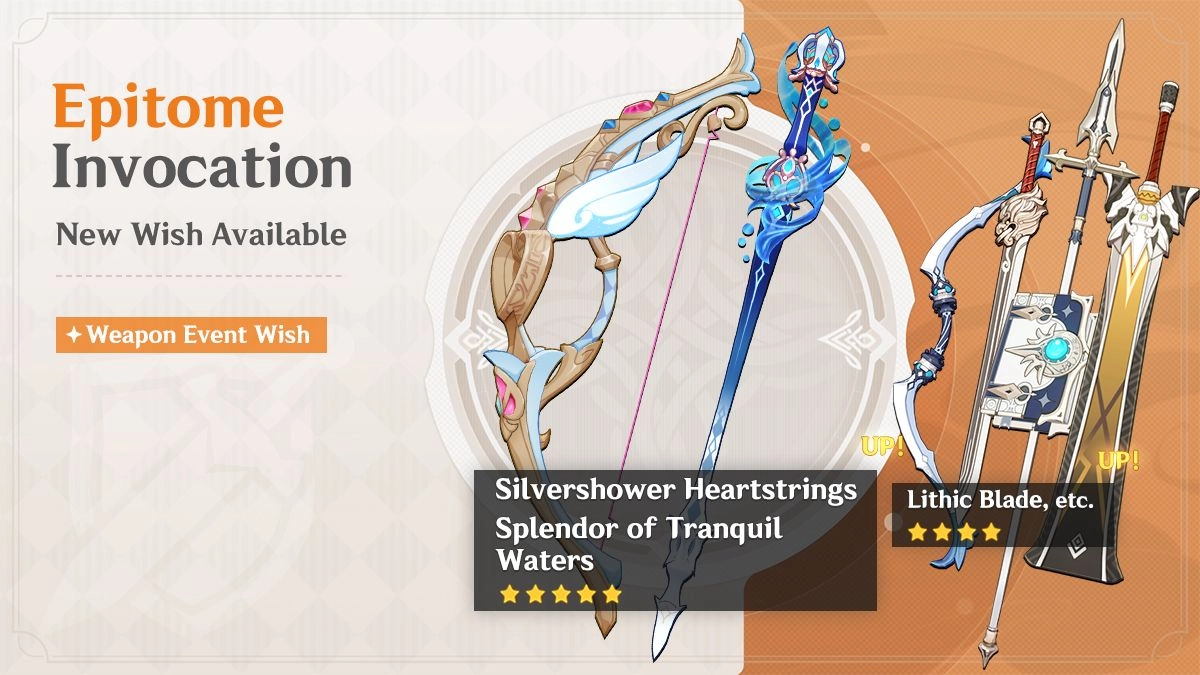 Epitome
Invocation
New Wish Available
Weapon Event Wish
UP!
UP!
Silvershower Heartstrings
Splendor of Tranquil
Waters
Lithic Blade, etc.